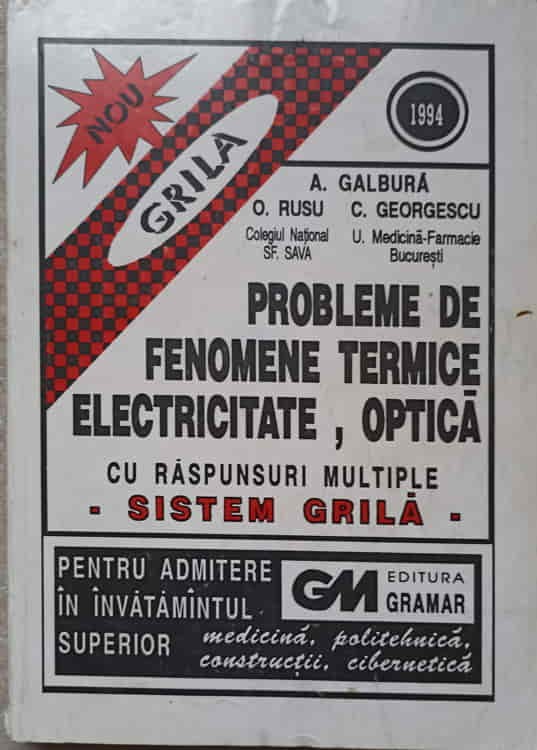 NOU
GRILA
1994
A. GALBURĂ
O. RUSU C. GEORGESCU
Colegiul Național U. Medicină-Farmacie
SF. SAVA București
PROBLEME DE
FENOMENE TERMICE
ELECTRICITATE , OPTICĂ
CU RĂSPUNSURI MULTIPLE
- SISTEM GRILĂ -
PENTRU ADMITERE
ÎN ÎNVĂTĂMÎNTUL
SUPERIOR
GM EDITURA
GRAMAR
medicină, politehnică,
construcții, cibernetică